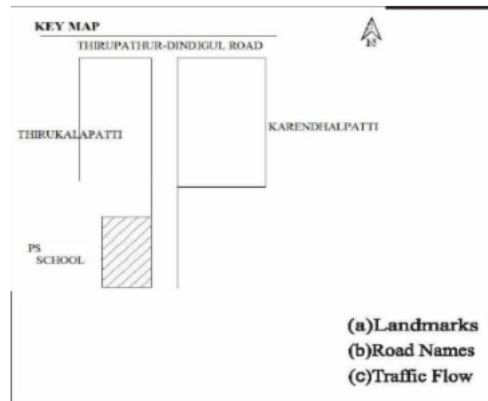 KEY MAP
N
THIRUPATHUR-DINDIGUL ROAD
KARENDHALPATTI
THIRUKALAPATTI
PS
SCHOOL
(a)Landmarks
(b)Road Names
(c)Traffic Flow